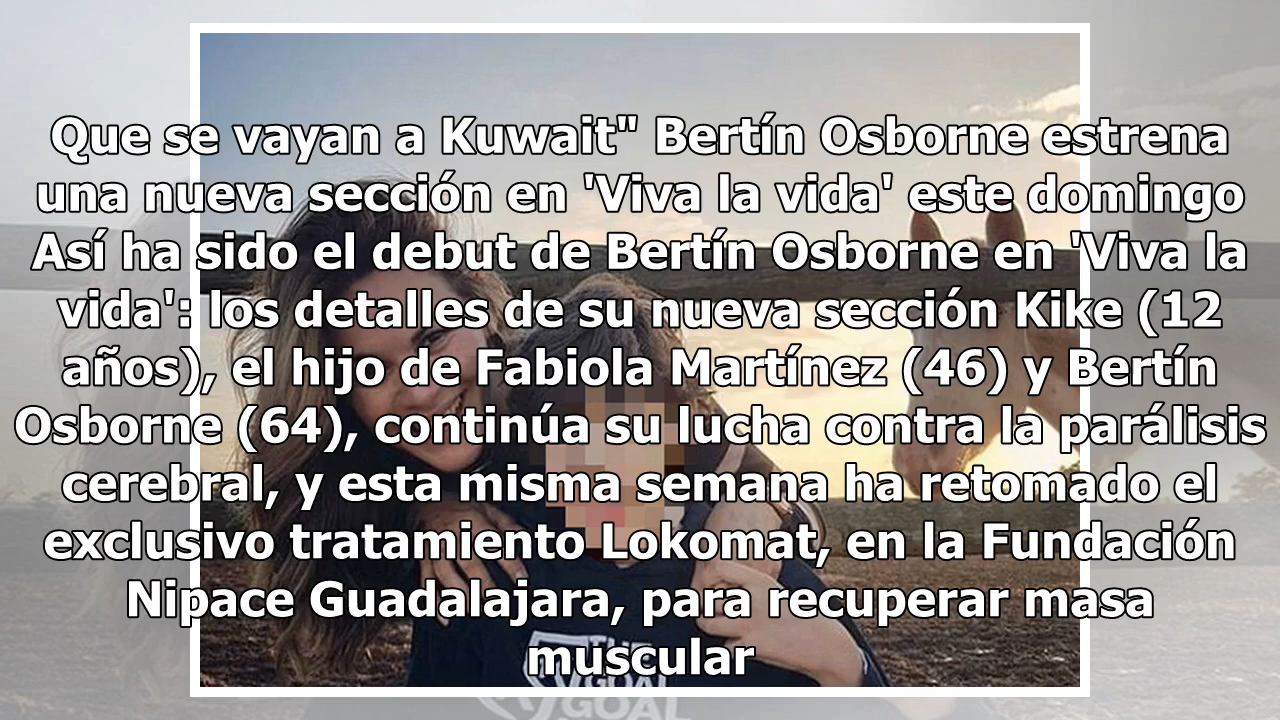 Que se vayan a Kuwait" Bertín Osborne estrena
una nueva sección en 'Viva la vida' este domingo
Así ha sido el debut de Bertín Osborne en 'Viva la
vida': los detalles de su nueva sección Kike (12
años), el hijo de Fabiola Martínez (46) y Bertín
Osborne (64), continúa su lucha contra la parálisis
cerebral, y esta misma semana ha retomado el
exclusivo tratamiento Lokomat, en la Fundación
Nipace Guadalajara, para recuperar masa
muscular
THE
GOAL
GOAL